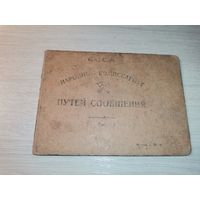 С.С.С.Р.
НАРОДНЫЙ КОМИССАРИАТ
ПУТЕЙ СООБЩЕНИЯ